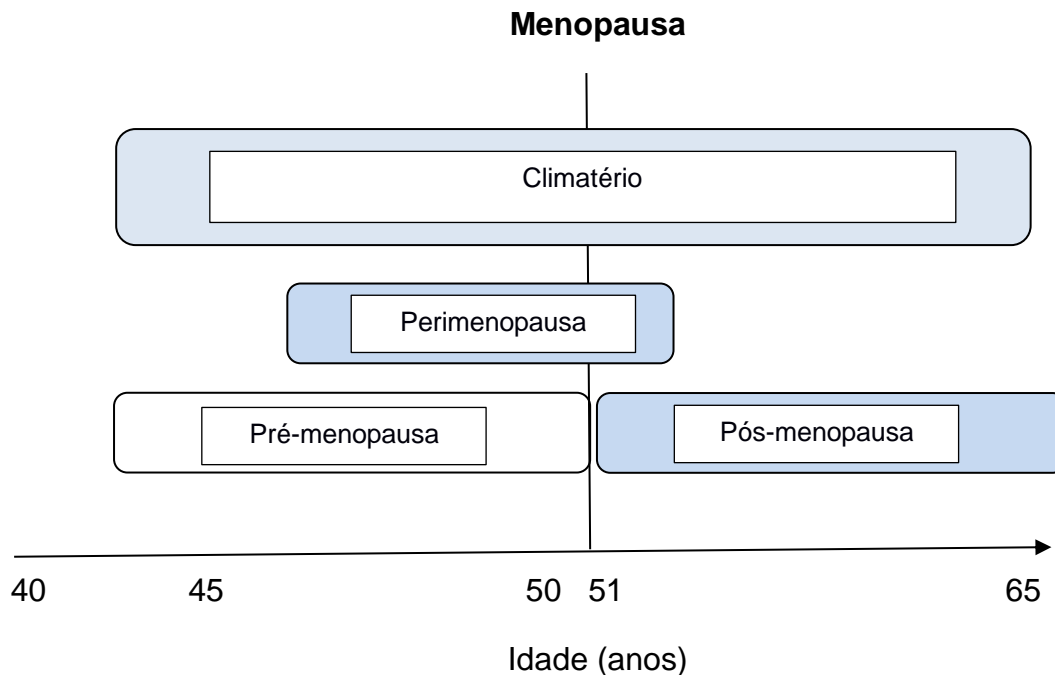 Menopausa
Climatério
Perimenopausa
Pré-menopausa
Pós-menopausa
40 45 50 51 65
Idade (anos)